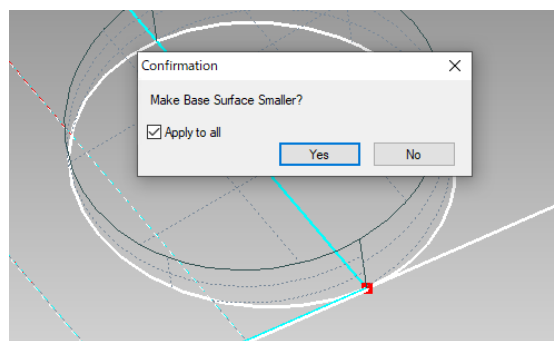 Confirmation
Make Base Surface Smaller?
Apply to all
Yes No